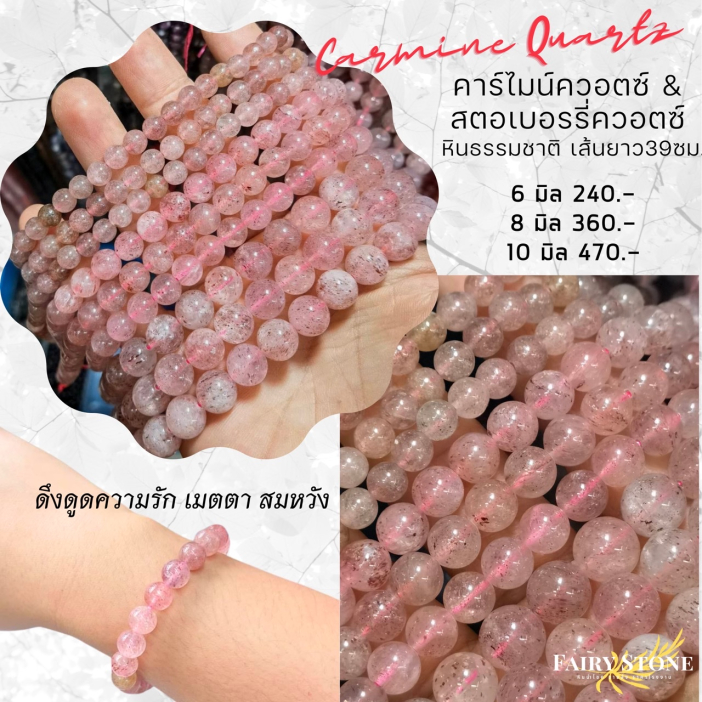 Carmine Quartz
คาร์ไมน์ควอตซ์ &
สตอเบอรรี่ควอตซ์
หินธรรมชาติ เส้นยาว39ซม.
6 มิล 240.-
8 มิล 360.-
10 มิล 470.-
ดึงดูดความรัก เมตตา สมหวัง
FAIRY STONE